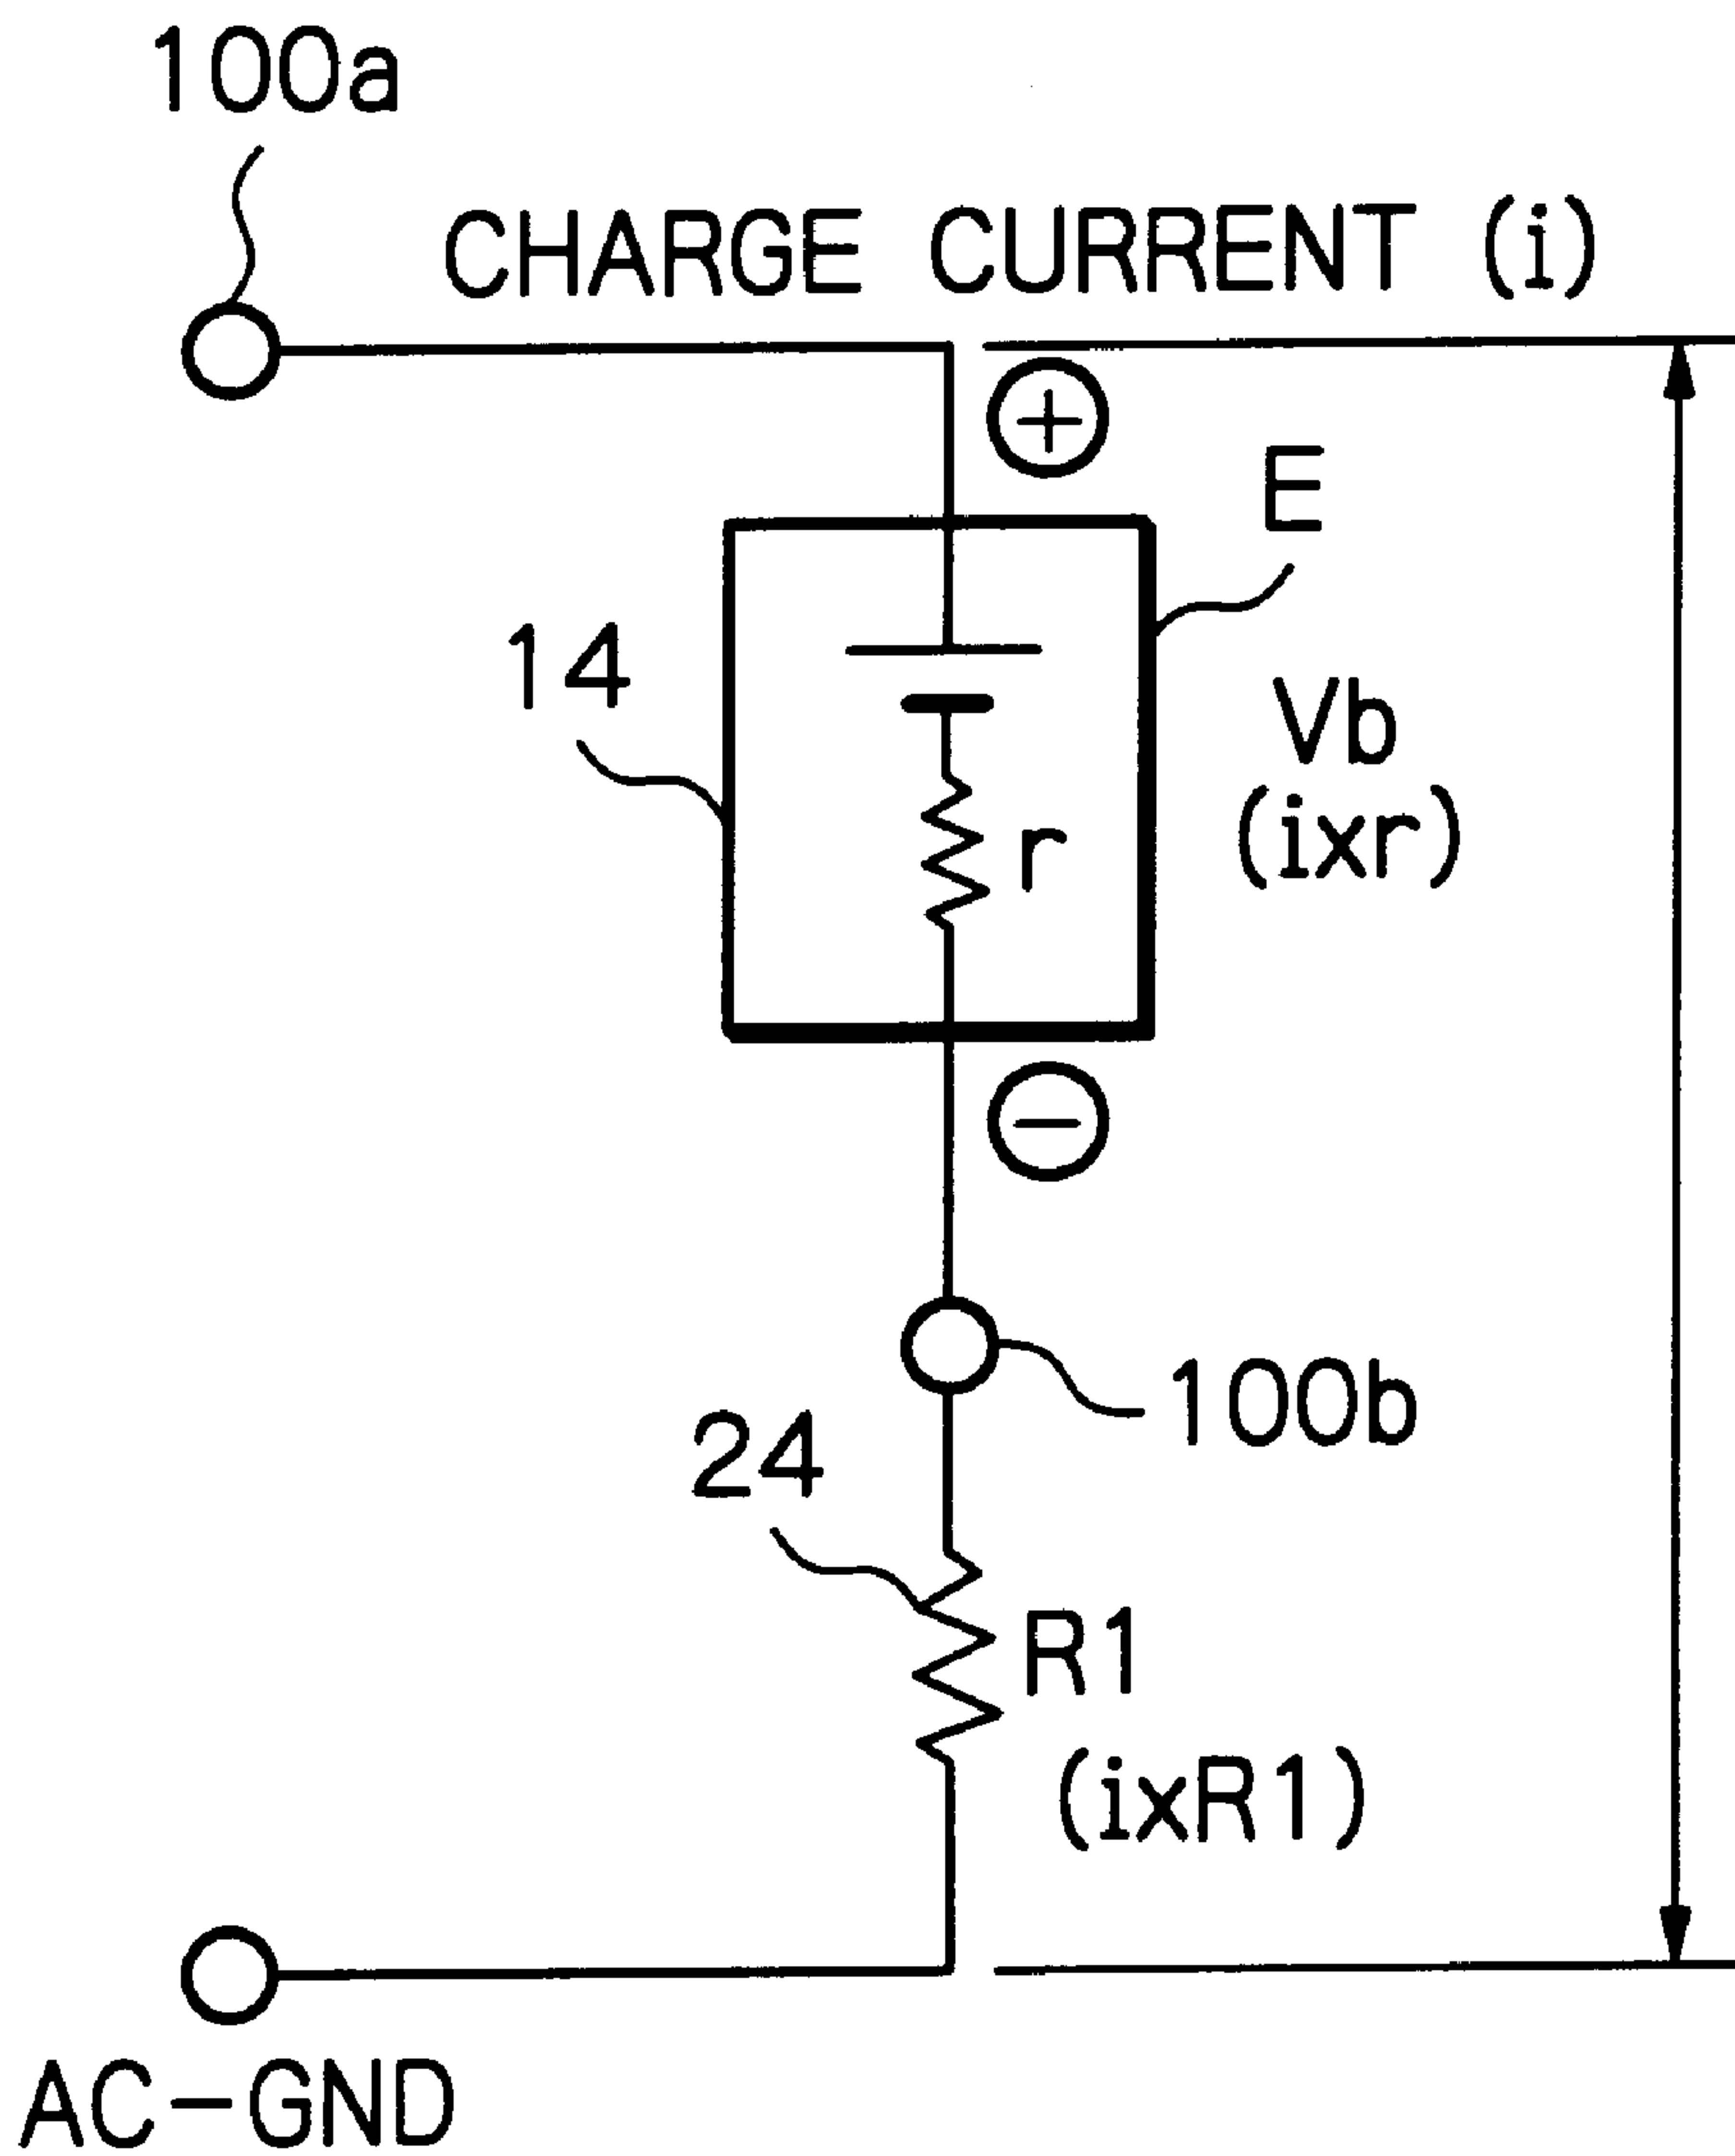 100a
CHARGE CURRENT (i)
+
E
14
Vb
(ixr)
r
−
100b
24
R1
(ixR1)
AC-GND